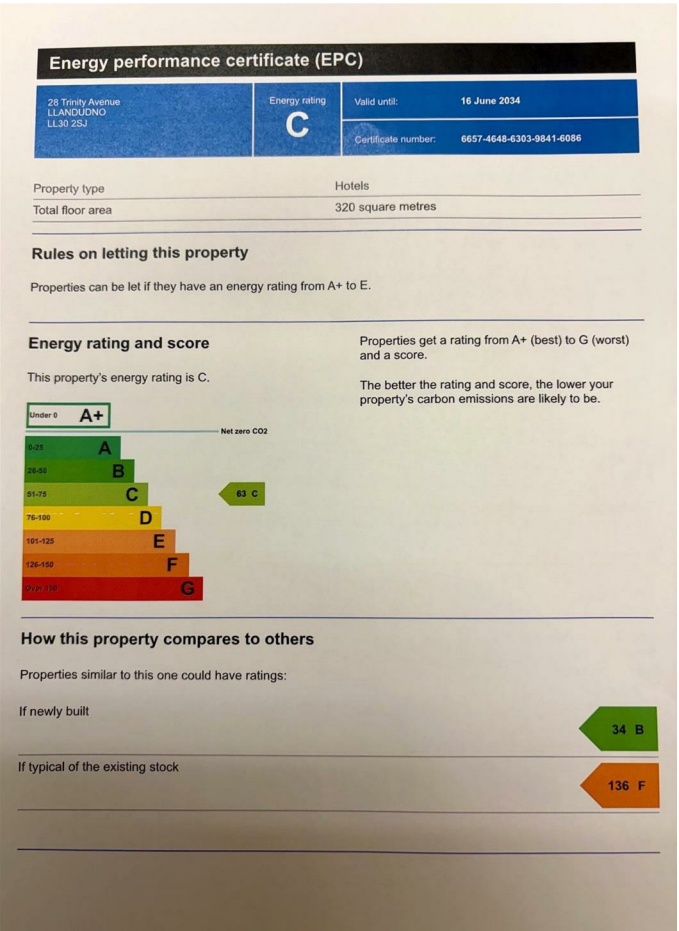 Energy performance certificate (EPC)
28 Trinity Avenue
LLANDUDNO
LL30 2SJ
Energy rating
C
Valid until: 16 June 2034
Certificate number: 6657-4648-6303-9841-6086
Property type Hotels
Total floor area 320 square metres
Rules on letting this property
Properties can be let if they have an energy rating from A+ to E.
Energy rating and score
This property's energy rating is C.
Properties get a rating from A+ (best) to G (worst)
and a score.
The better the rating and score, the lower your
property's carbon emissions are likely to be.
Under 0 A+
Net zero CO2
0-25 A
26-50 B
51-75 C
63 C
76-100 D
101-125 E
126-150 F
Over 150 G
How this property compares to others
Properties similar to this one could have ratings:
If newly built
34 B
If typical of the existing stock
136 F